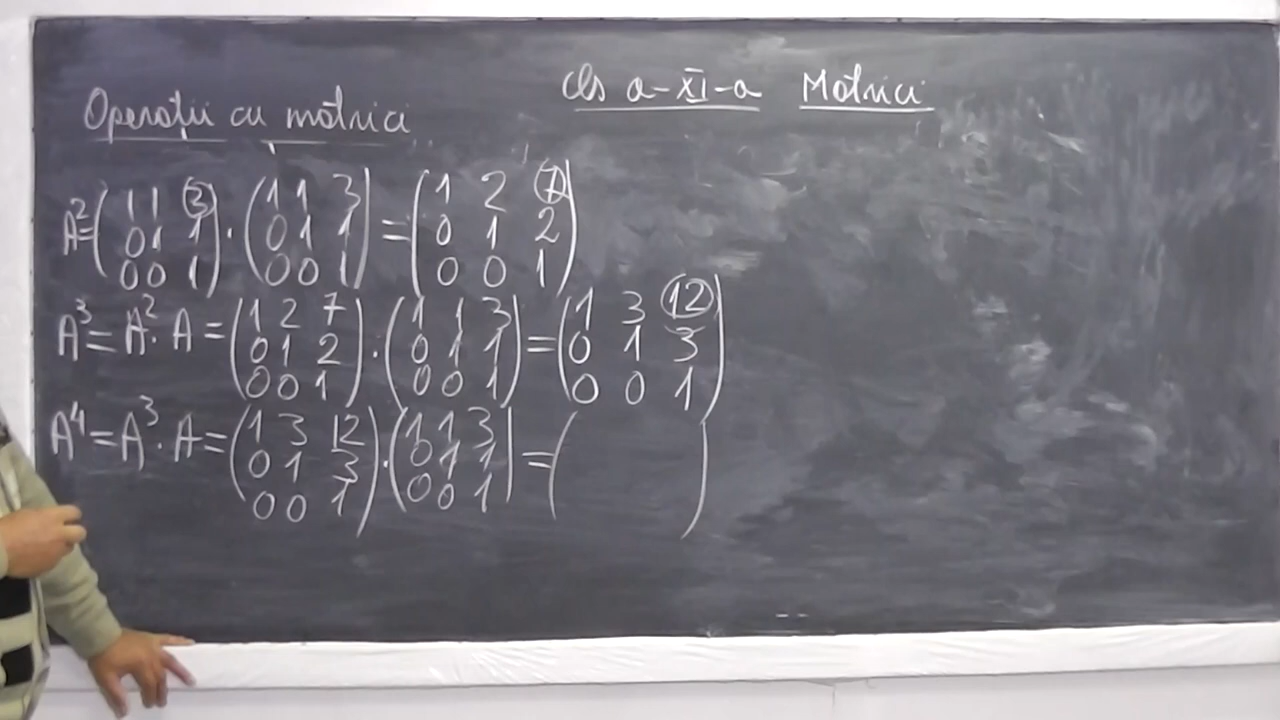 Cls a-XI-a Matrici
Operații cu matrici
A²= (1 1 3) · (1 1 3) = (1 2 7)
(0 1 1) (0 1 1) (0 1 2)
(0 0 1) (0 0 1) (0 0 1)
A³ = A² · A = (1 2 7) · (1 1 3) = (1 3 12)
(0 1 2) (0 1 1) (0 1 3)
(0 0 1) (0 0 1) (0 0 1)
A⁴ = A³ · A = (1 3 12) · (1 1 3) = ( )
(0 1 3) (0 1 1)
(0 0 1) (0 0 1)